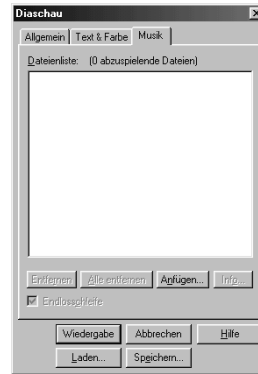 Diaschau
Allgemein Text & Farbe Musik
Dateienliste: (0 abzuspielende Dateien)
Entfernen Alle entfernen Anfügen... Info...
Endlosschleife
Wiedergabe Abbrechen Hilfe
Laden... Speichern...